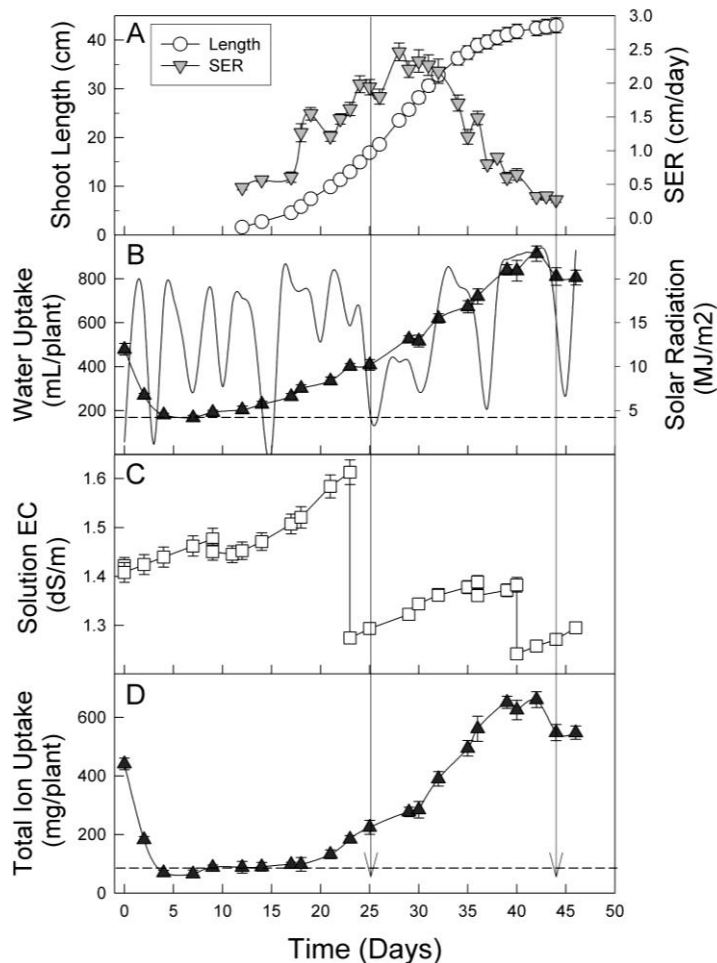 A
Length
SER
Shoot Length (cm)
40
30
20
10
0
3.0
2.5
2.0
1.5
1.0
0.5
0.0
SER (cm/day)
B
Water Uptake
(mL/plant)
800
600
400
200
20
15
10
5
Solar Radiation
(MJ/m2)
C
Solution EC
(dS/m)
1.6
1.5
1.4
1.3
D
Total Ion Uptake
(mg/plant)
600
400
200
0
0 5 10 15 20 25 30 35 40 45 50
Time (Days)